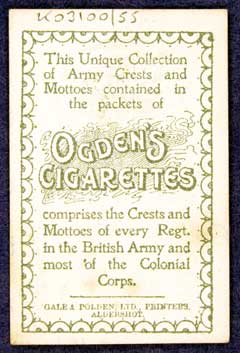 K03100/55
This Unique Collection
of Army Crests and
Mottoes contained in
the packets of
OGDEN'S
CIGARETTES
comprises the Crests and
Mottoes of every Regt.
in the British Army and
most of the Colonial
Corps.
GALE & POLDEN, LTD., PRINTERS,
ALDERSHOT.